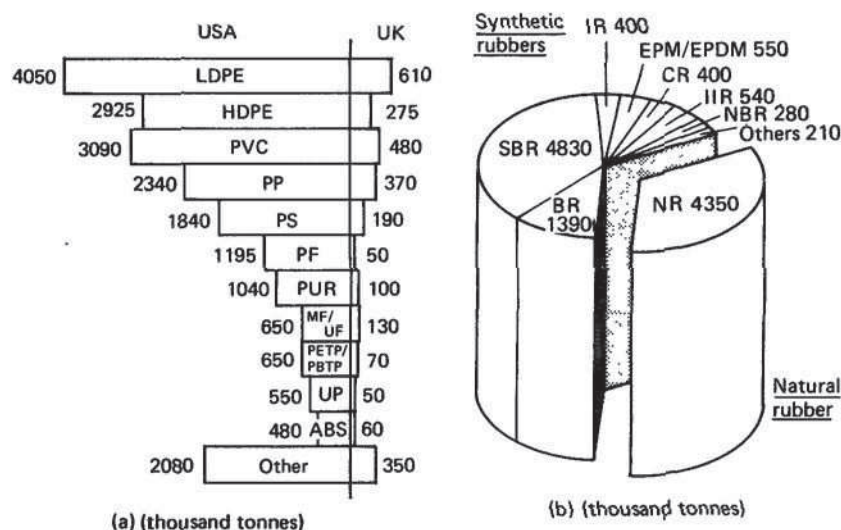 USA UK
4050 LDPE 610
2925 HDPE 275
3090 PVC 480
2340 PP 370
1840 PS 190
1195 PF 50
1040 PUR 100
650 MF/ UF 130
650 PETP/ PBTP 70
550 UP 50
480 ABS 60
2080 Other 350
(a) (thousand tonnes)
Synthetic
rubbers
IR 400
EPM/EPDM 550
CR 400
IIR 540
NBR 280
Others 210
SBR 4830
BR
1390
NR 4350
Natural
rubber
(b) (thousand tonnes)